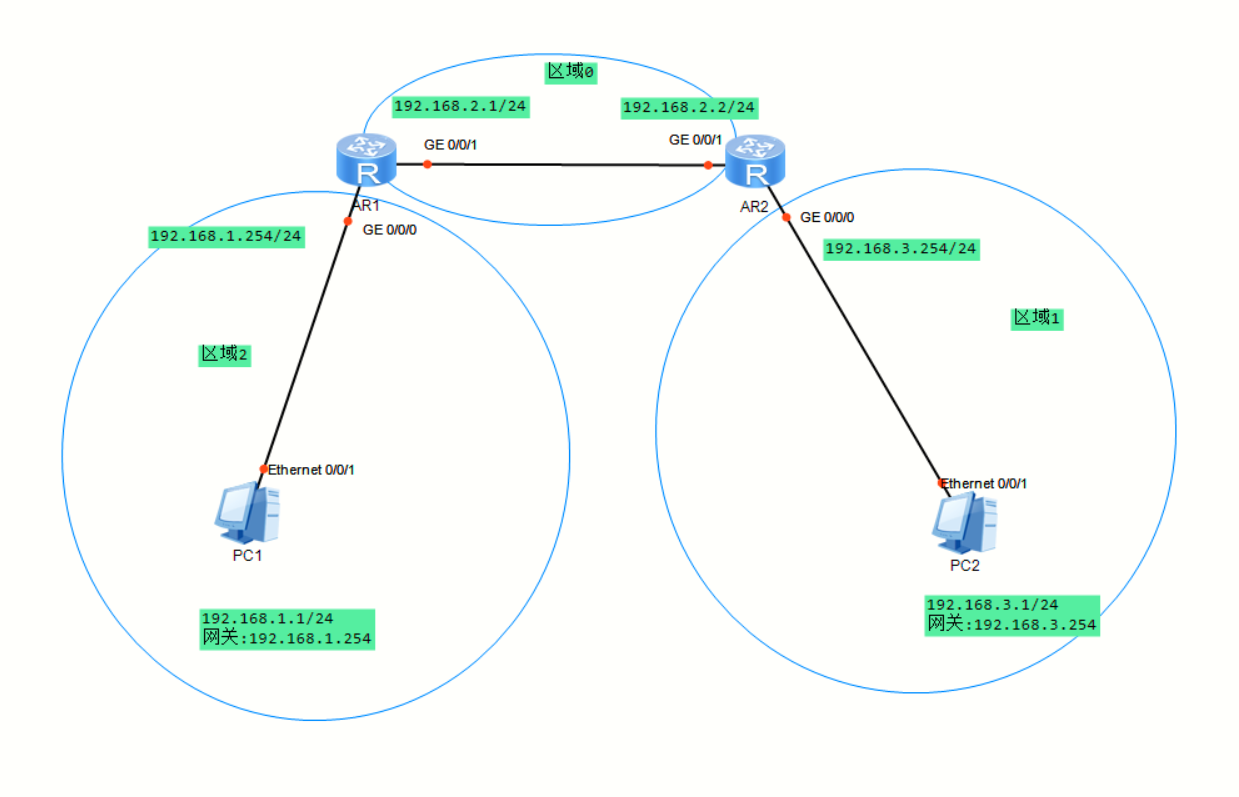 区域0
192.168.2.1/24
192.168.2.2/24
GE 0/0/1
GE 0/0/1
R
R
AR1
AR2
GE 0/0/0
GE 0/0/0
192.168.1.254/24
192.168.3.254/24
区域1
区域2
Ethernet 0/0/1
Ethernet 0/0/1
PC1
PC2
192.168.1.1/24
网关:192.168.1.254
192.168.3.1/24
网关:192.168.3.254